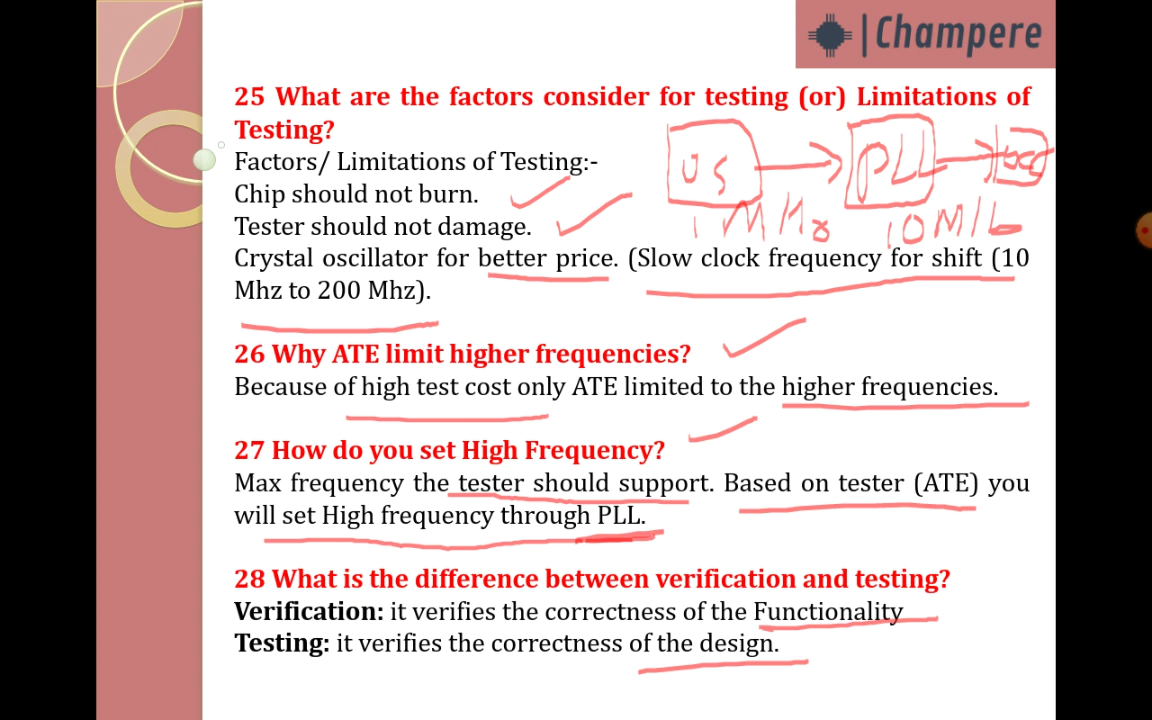 | Champere
25 What are the factors consider for testing (or) Limitations of
Testing?
Factors/ Limitations of Testing:-
Chip should not burn.
Tester should not damage.
Crystal oscillator for better price. (Slow clock frequency for shift (10
Mhz to 200 Mhz).
PLL
1 MHz
26 Why ATE limit higher frequencies?
Because of high test cost only ATE limited to the higher frequencies.
27 How do you set High Frequency?
Max frequency the tester should support. Based on tester (ATE) you
will set High frequency through PLL.
28 What is the difference between verification and testing?
Verification: it verifies the correctness of the Functionality
Testing: it verifies the correctness of the design.